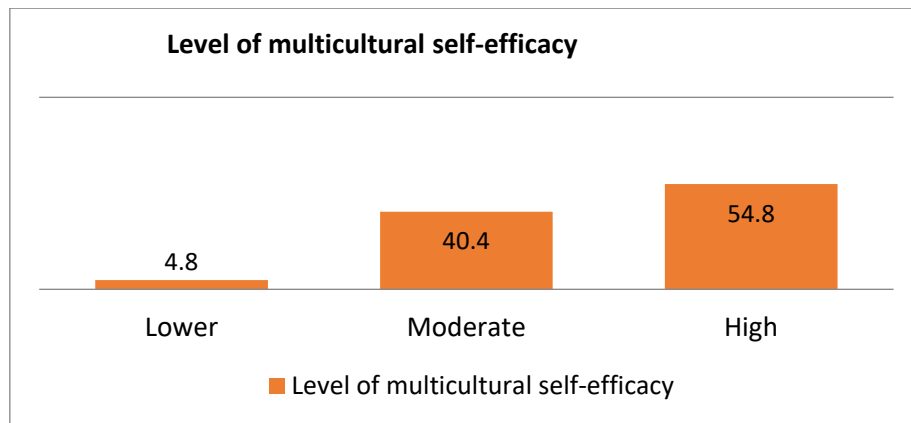 Level of multicultural self-efficacy
54.8
40.4
4.8
Lower Moderate High
Level of multicultural self-efficacy